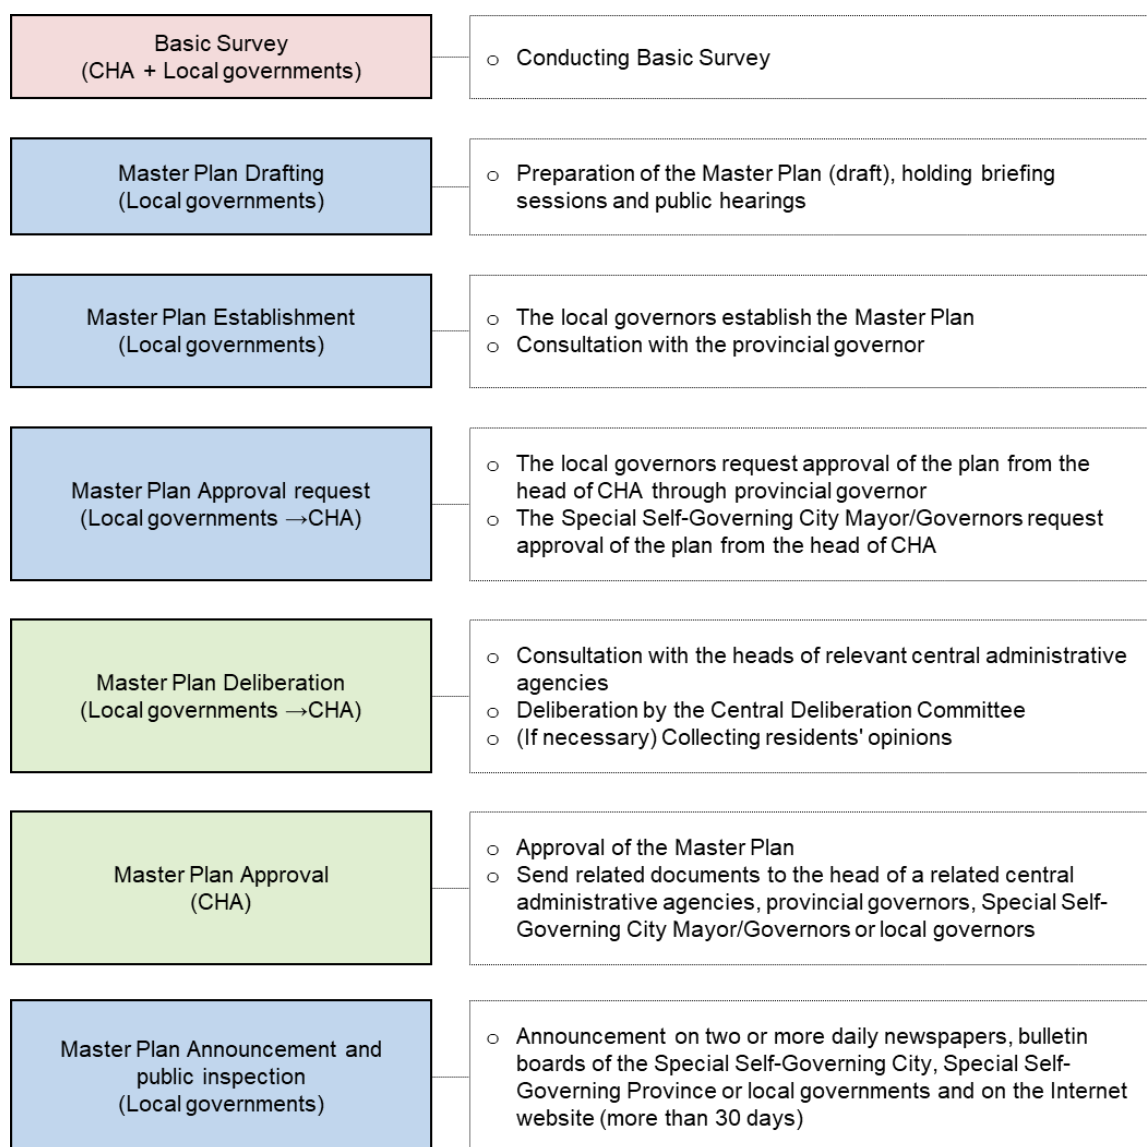 Basic Survey
(CHA + Local governments)
o Conducting Basic Survey
Master Plan Drafting
(Local governments)
o Preparation of the Master Plan (draft), holding briefing
sessions and public hearings
Master Plan Establishment
(Local governments)
o The local governors establish the Master Plan
o Consultation with the provincial governor
Master Plan Approval request
(Local governments →CHA)
o The local governors request approval of the plan from the
head of CHA through provincial governor
o The Special Self-Governing City Mayor/Governors request
approval of the plan from the head of CHA
Master Plan Deliberation
(Local governments →CHA)
o Consultation with the heads of relevant central administrative
agencies
o Deliberation by the Central Deliberation Committee
o (If necessary) Collecting residents' opinions
Master Plan Approval
(CHA)
o Approval of the Master Plan
o Send related documents to the head of a related central
administrative agencies, provincial governors, Special Self-
Governing City Mayor/Governors or local governors
Master Plan Announcement and
public inspection
(Local governments)
o Announcement on two or more daily newspapers, bulletin
boards of the Special Self-Governing City, Special Self-
Governing Province or local governments and on the Internet
website (more than 30 days)